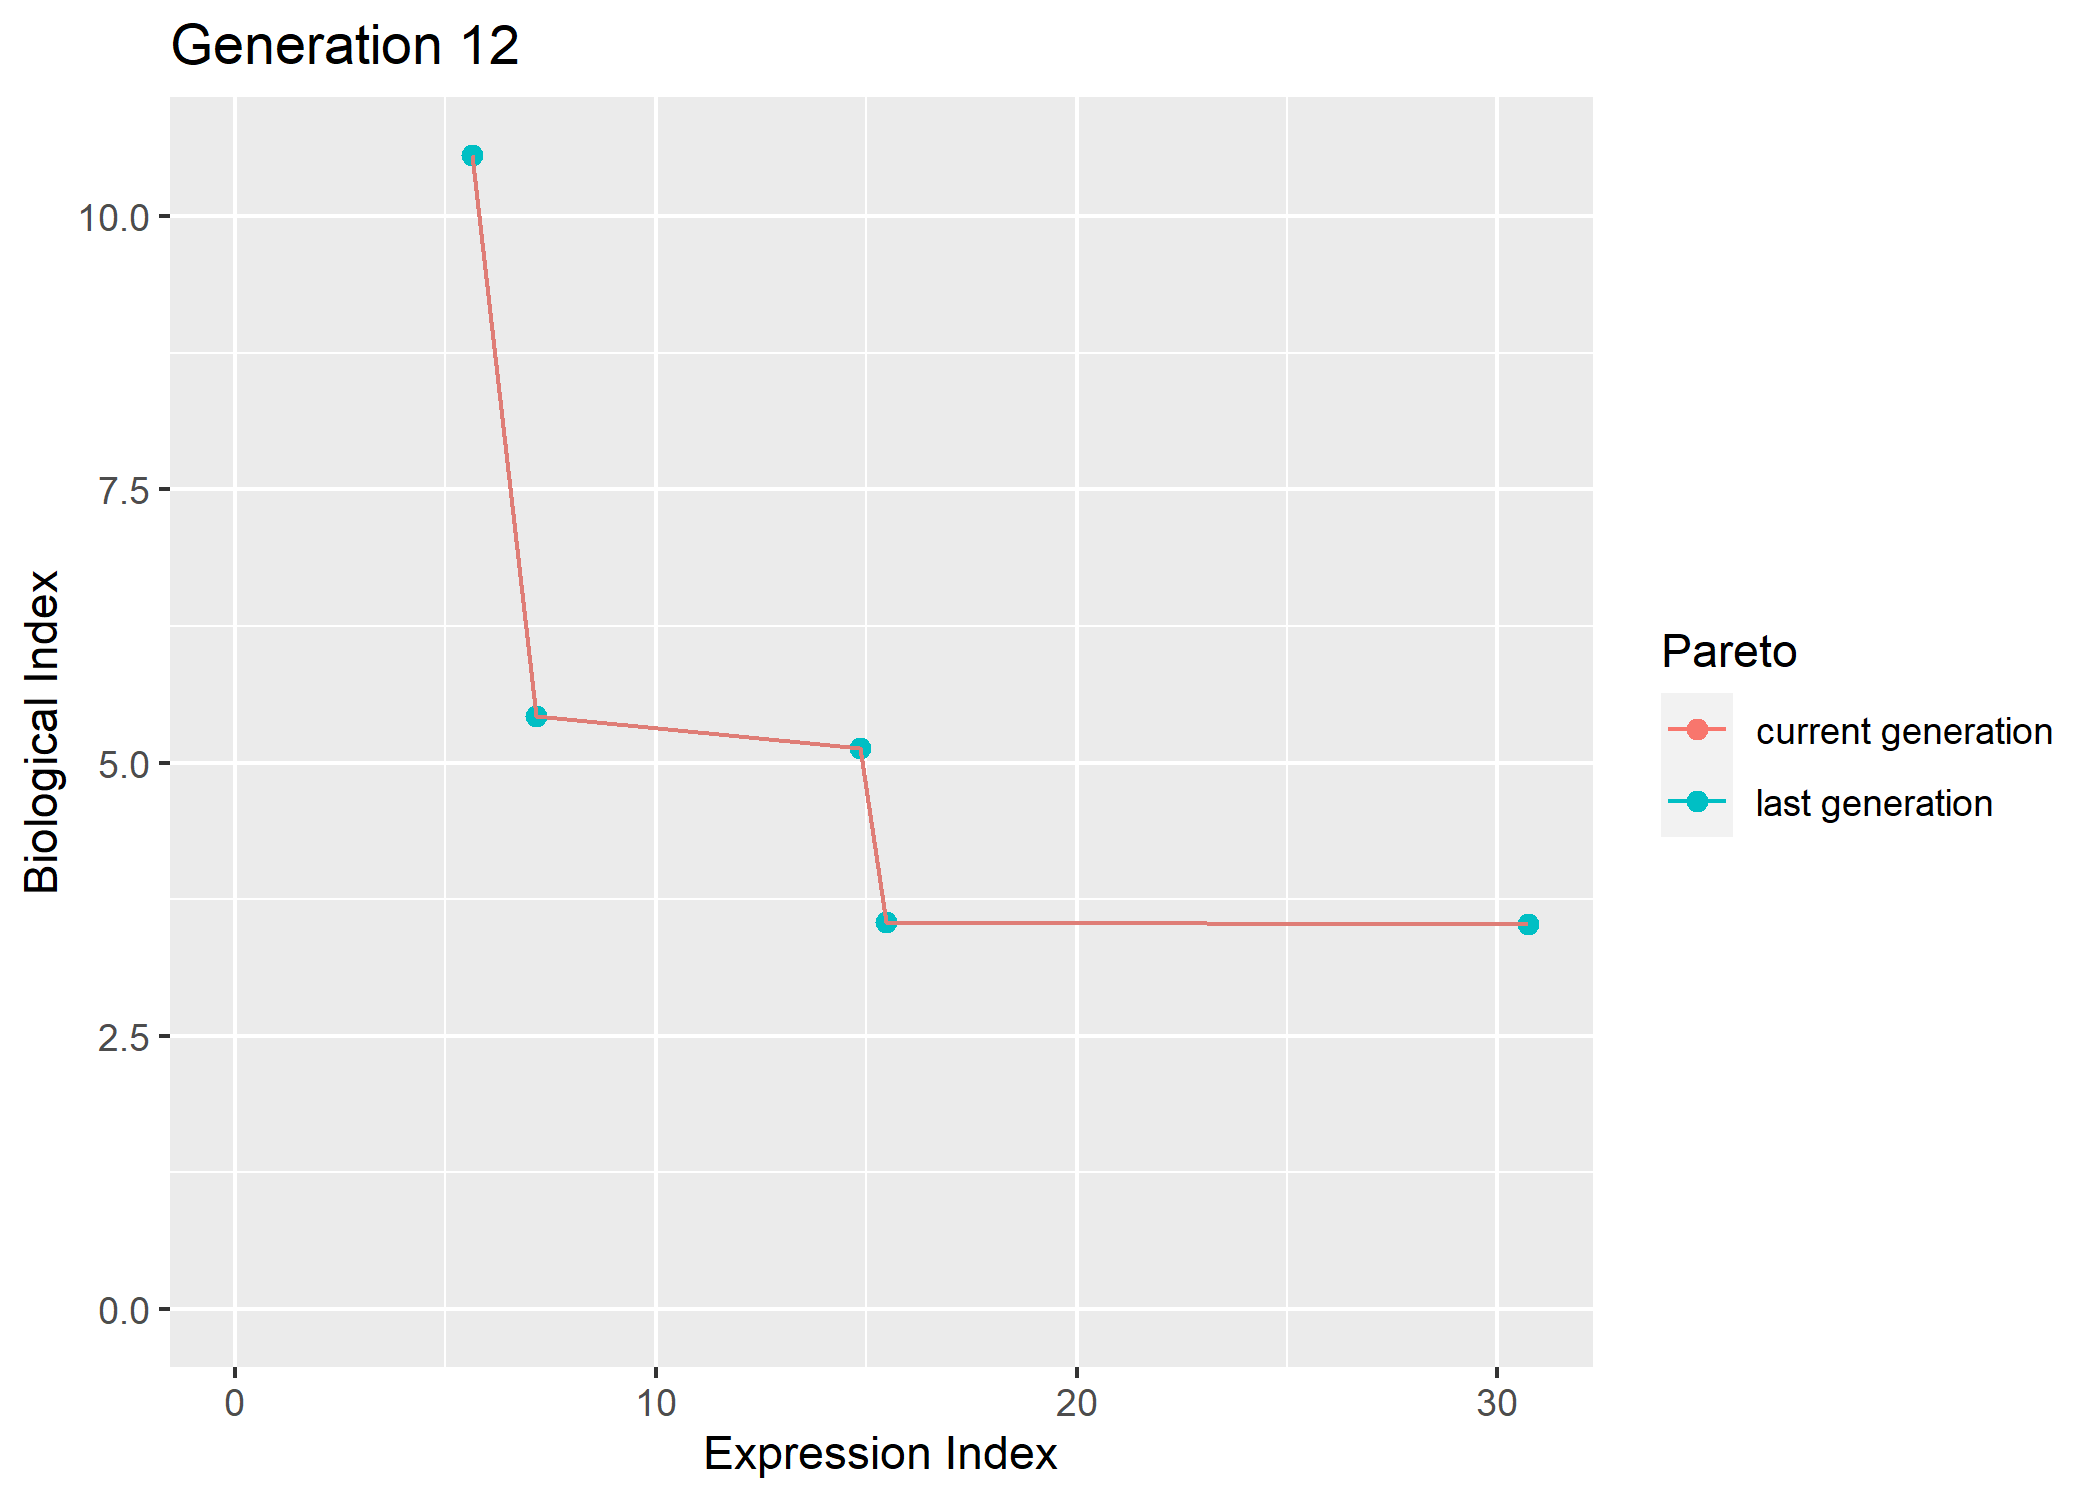 Generation 12
10.0
7.5
5.0
2.5
0.0
0
10
20
30
Expression Index
Biological Index
Pareto
current generation
last generation